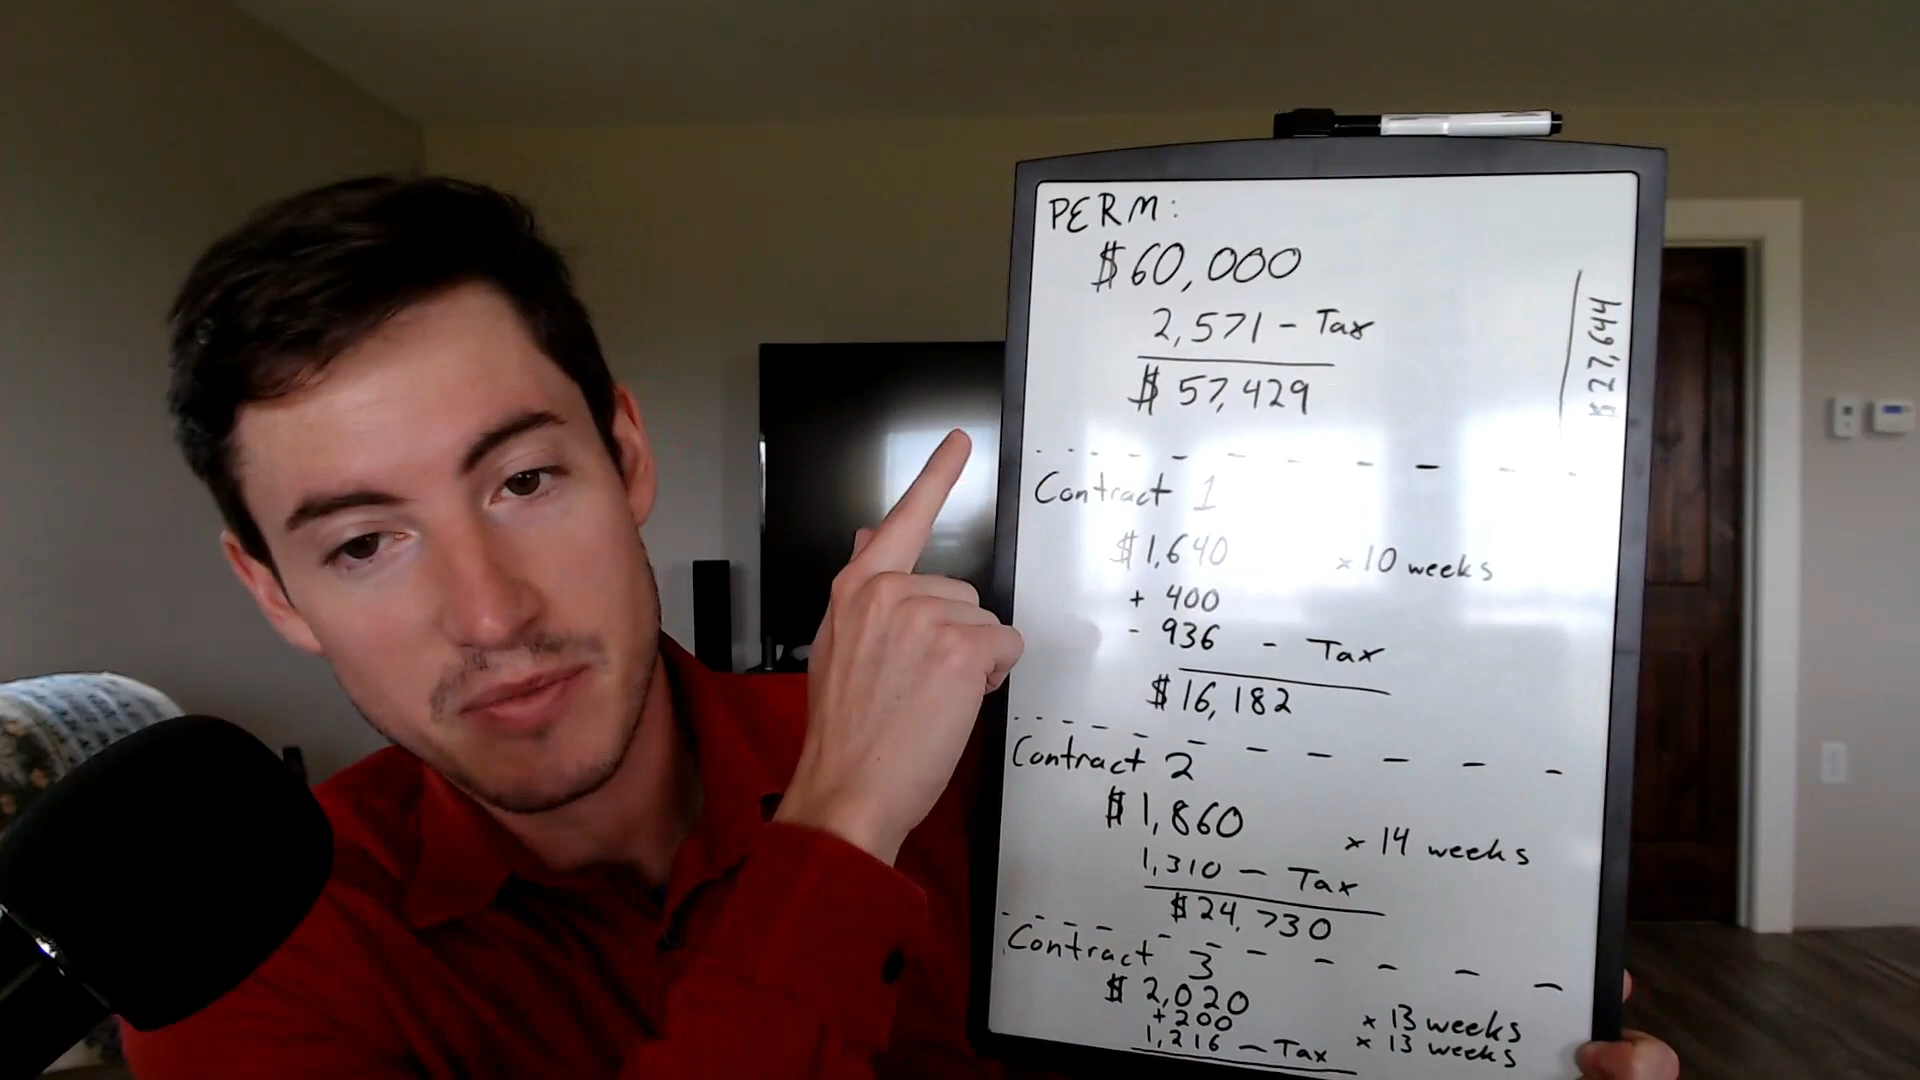 PERM:
$60,000
2,571 - Tax
$57,429
$27,644
Contract 1
$1,640 x 10 weeks
+ 400
- 936 - Tax
$16,182
Contract 2
$1,860 x 14 weeks
1,310 - Tax
$24,730
Contract 3
$2,020 x 13 weeks
+200 x 13 weeks
1,216 - Tax